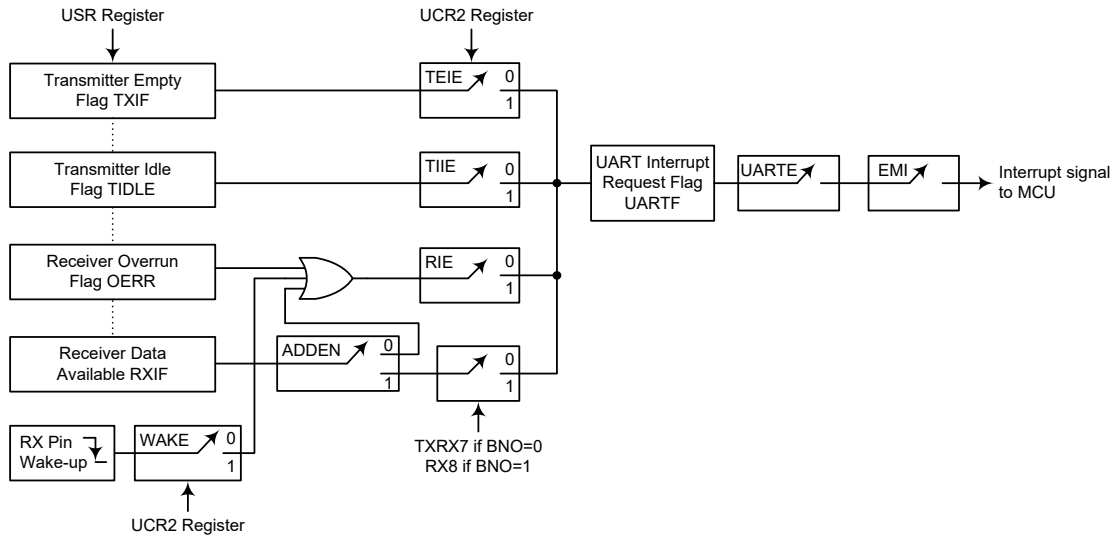 USR Register
UCR2 Register
Transmitter Empty
Flag TXIF
TEIE
0
1
Transmitter Idle
Flag TIDLE
TIIE
0
1
UART Interrupt
Request Flag
UARTF
UARTE
EMI
Interrupt signal
to MCU
Receiver Overrun
Flag OERR
RIE
0
1
Receiver Data
Available RXIF
ADDEN
0
1
0
1
TXRX7 if BNO=0
RX8 if BNO=1
RX Pin
Wake-up
WAKE
0
1
UCR2 Register